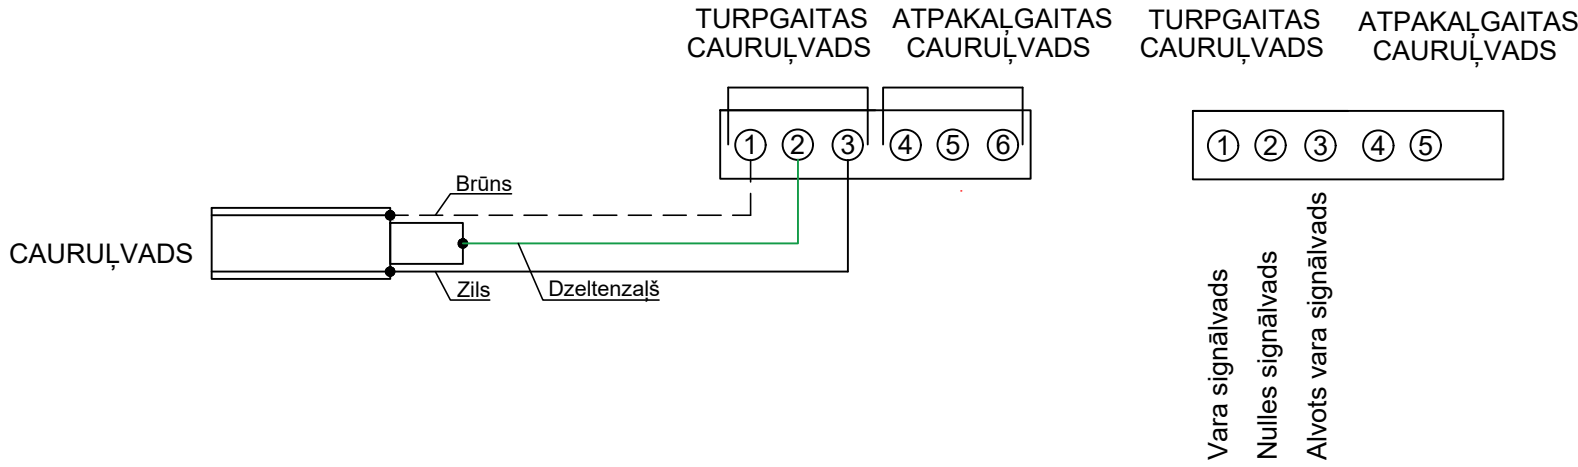 TURPGAITAS
CAURUĻVADS
ATPAKAĻGAITAS
CAURUĻVADS
TURPGAITAS
CAURUĻVADS
ATPAKAĻGAITAS
CAURUĻVADS
1 2 3 4 5 6
1 2 3 4 5
Brūns
CAURUĻVADS
Zils
Dzeltenzaļš
Vara signālvads
Nulles signālvads
Alvots vara signālvads